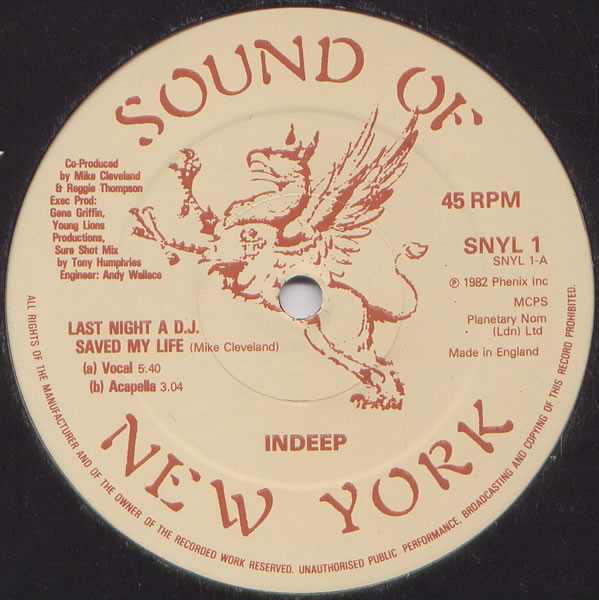 SOUND OF
Co-Produced
by Mike Cleveland
& Reggie Thompson
Exec Prod:
Gene Griffin,
Young Lions
Productions,
Sure Shot Mix
by Tony Humphries
Engineer: Andy Wallace
45 RPM
SNYL 1
SNYL 1-A
℗ 1982 Phenix Inc
MCPS
Planetary Nom
(Ldn) Ltd
Made in England
LAST NIGHT A D.J.
SAVED MY LIFE (Mike Cleveland)
(a) Vocal 5:40
(b) Acapella 3.04
INDEEP
NEW YORK
ALL RIGHTS OF THE MANUFACTURER AND OF THE OWNER OF THE RECORDED WORK RESERVED. UNAUTHORISED PUBLIC PERFORMANCE, BROADCASTING AND COPYING OF THIS RECORD PROHIBITED.